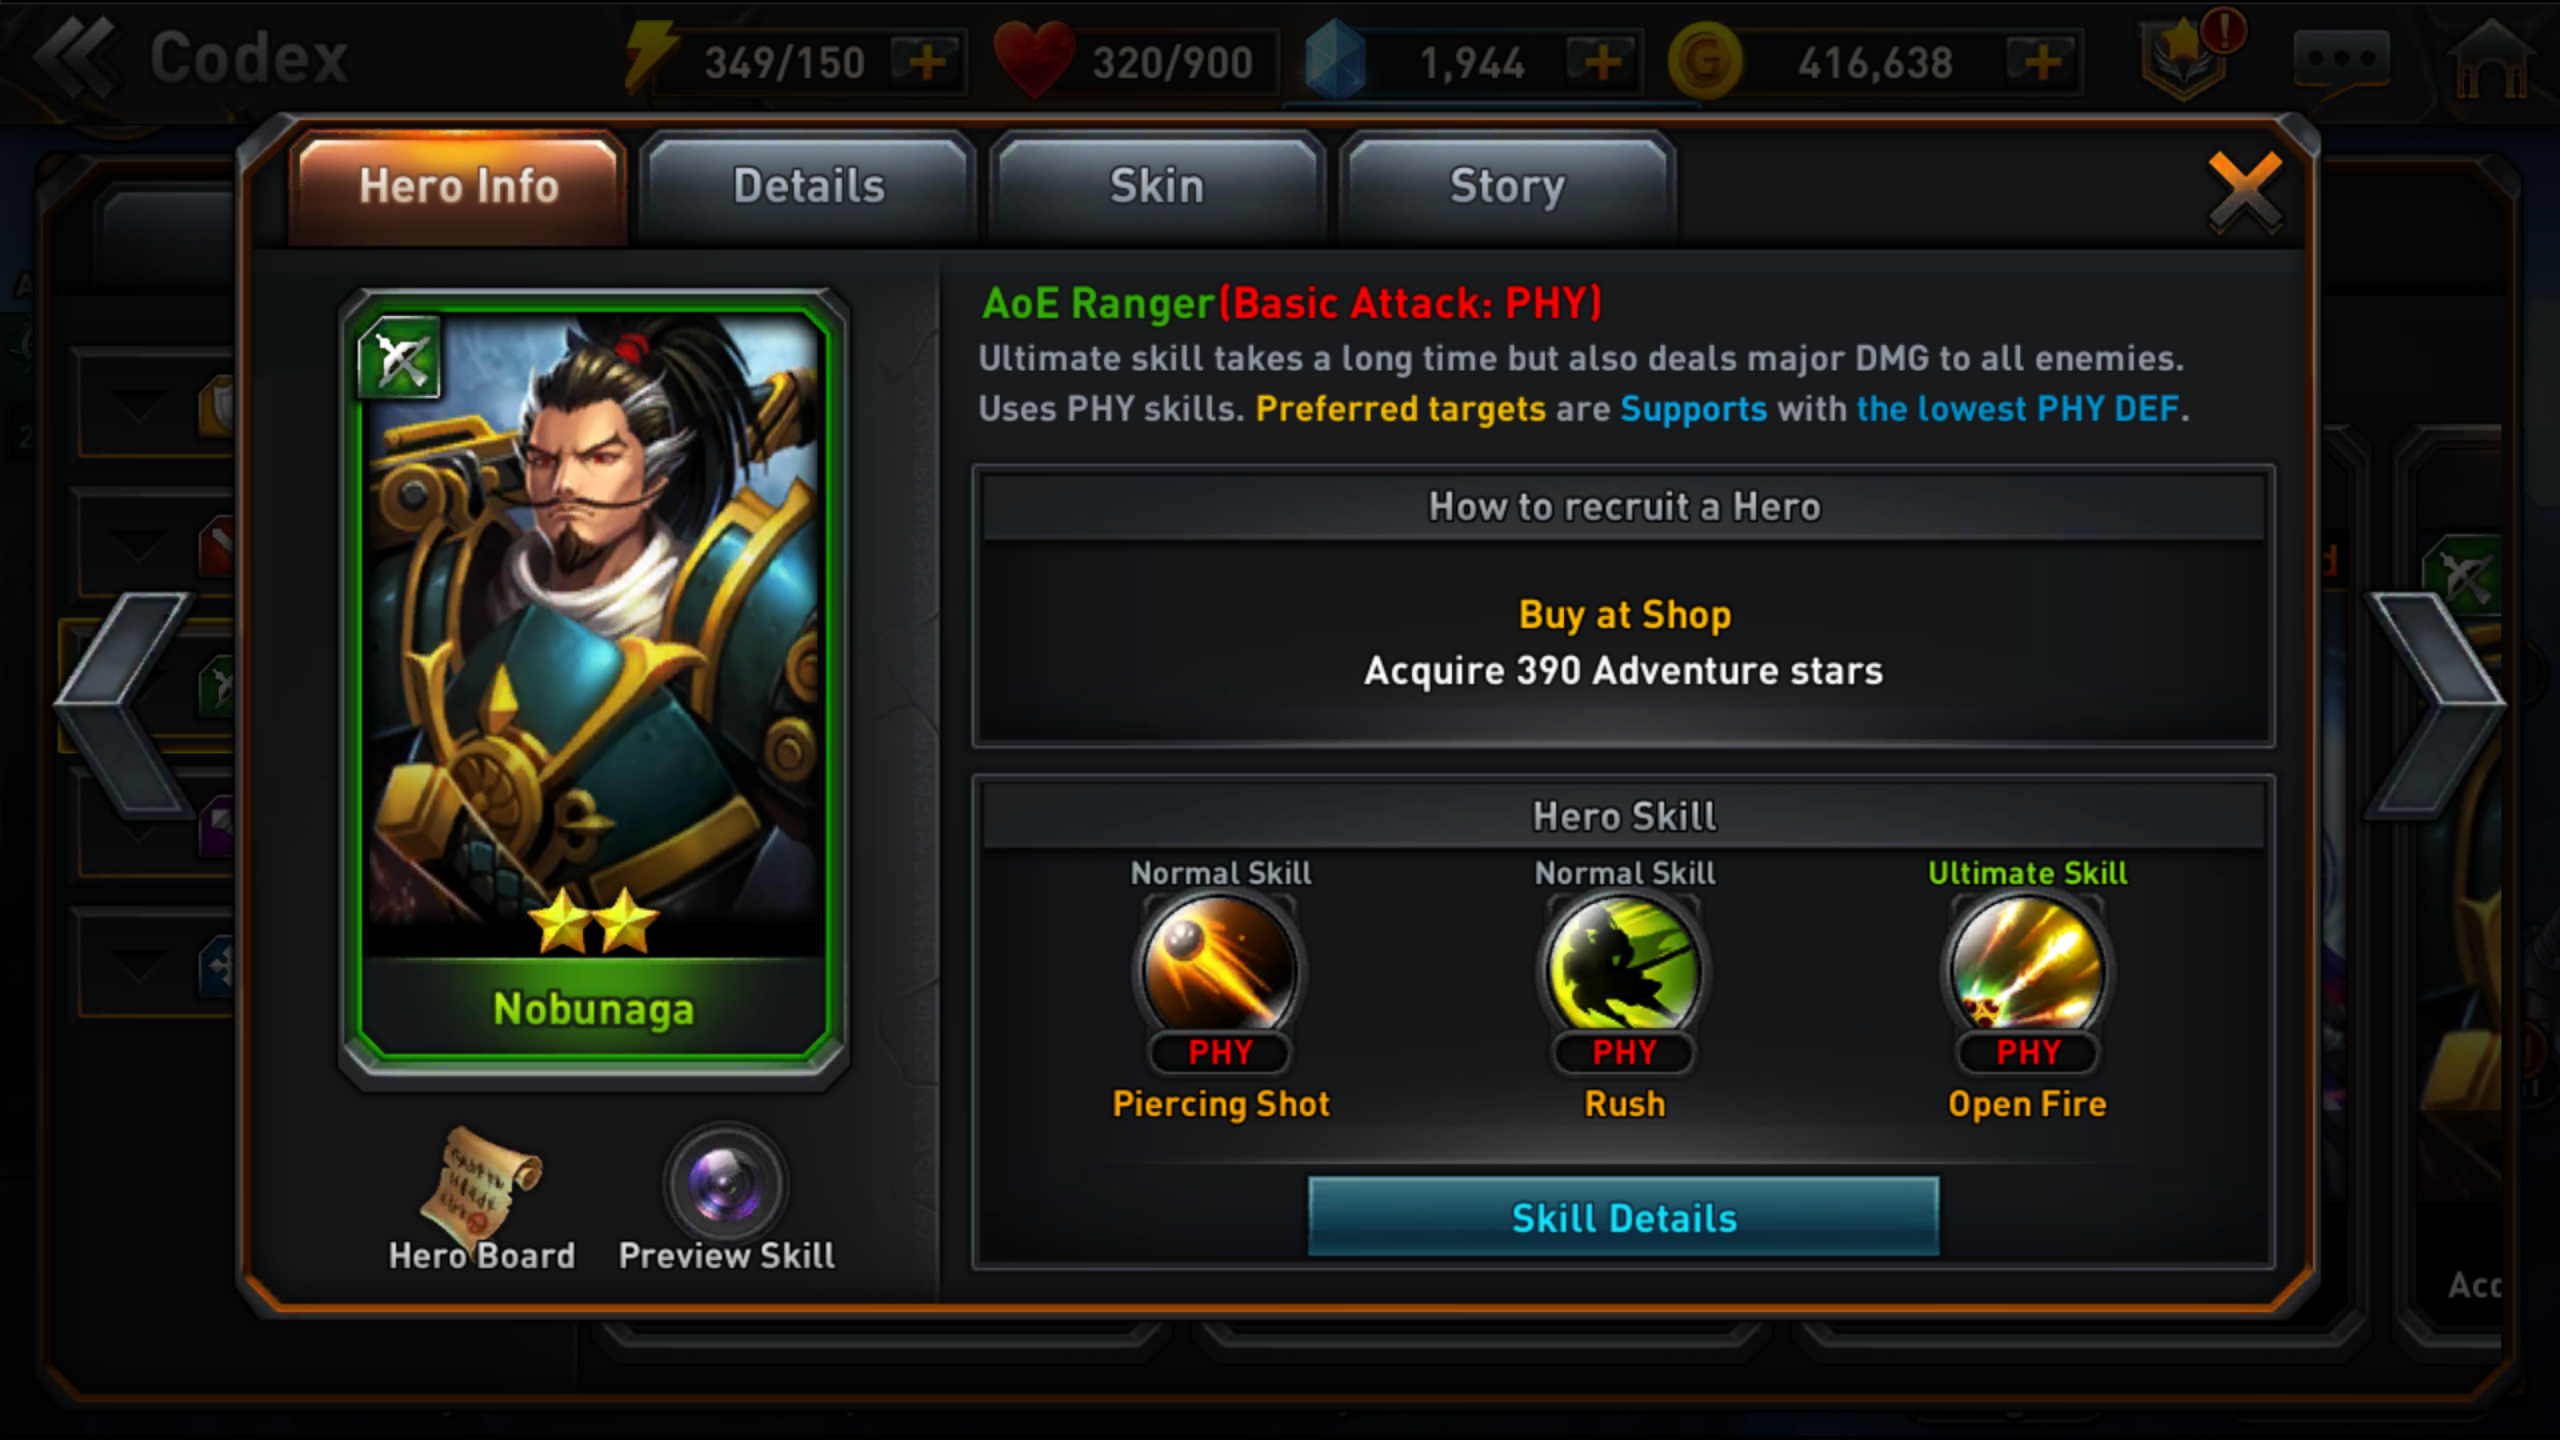 Codex
349/150
320/900
1,944
416,638
Hero Info
Details
Skin
Story
AoE Ranger(Basic Attack: PHY)
Ultimate skill takes a long time but also deals major DMG to all enemies.
Uses PHY skills. Preferred targets are Supports with the lowest PHY DEF.
How to recruit a Hero
Buy at Shop
Acquire 390 Adventure stars
Hero Skill
Normal Skill
Normal Skill
Ultimate Skill
PHY
PHY
PHY
Piercing Shot
Rush
Open Fire
Skill Details
Nobunaga
Hero Board
Preview Skill